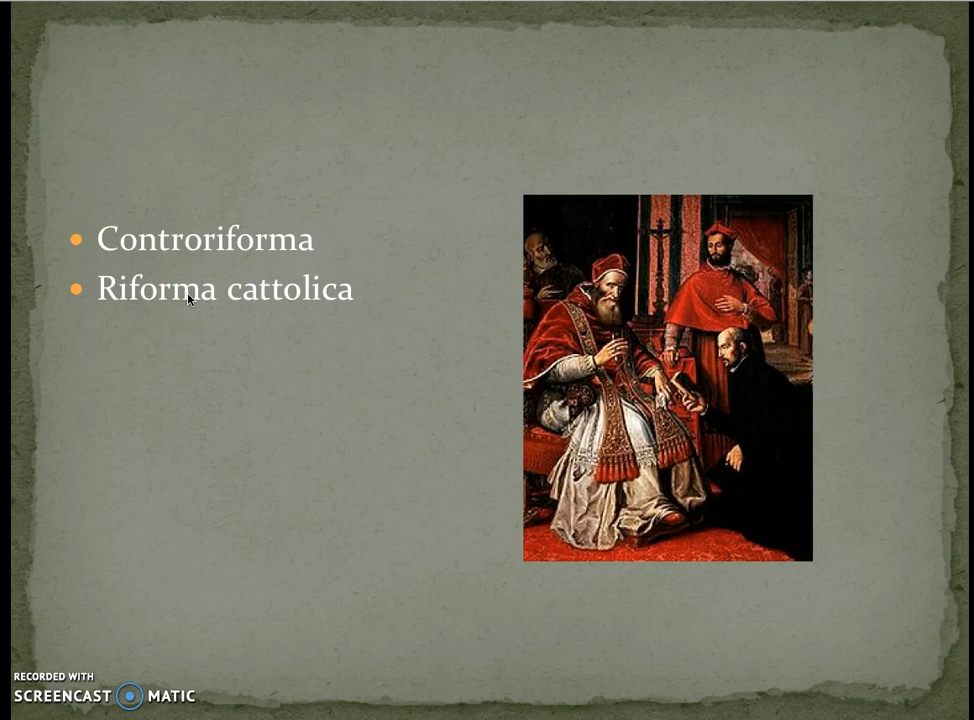 Controriforma
Riforma cattolica
RECORDED WITH
SCREENCAST MATIC